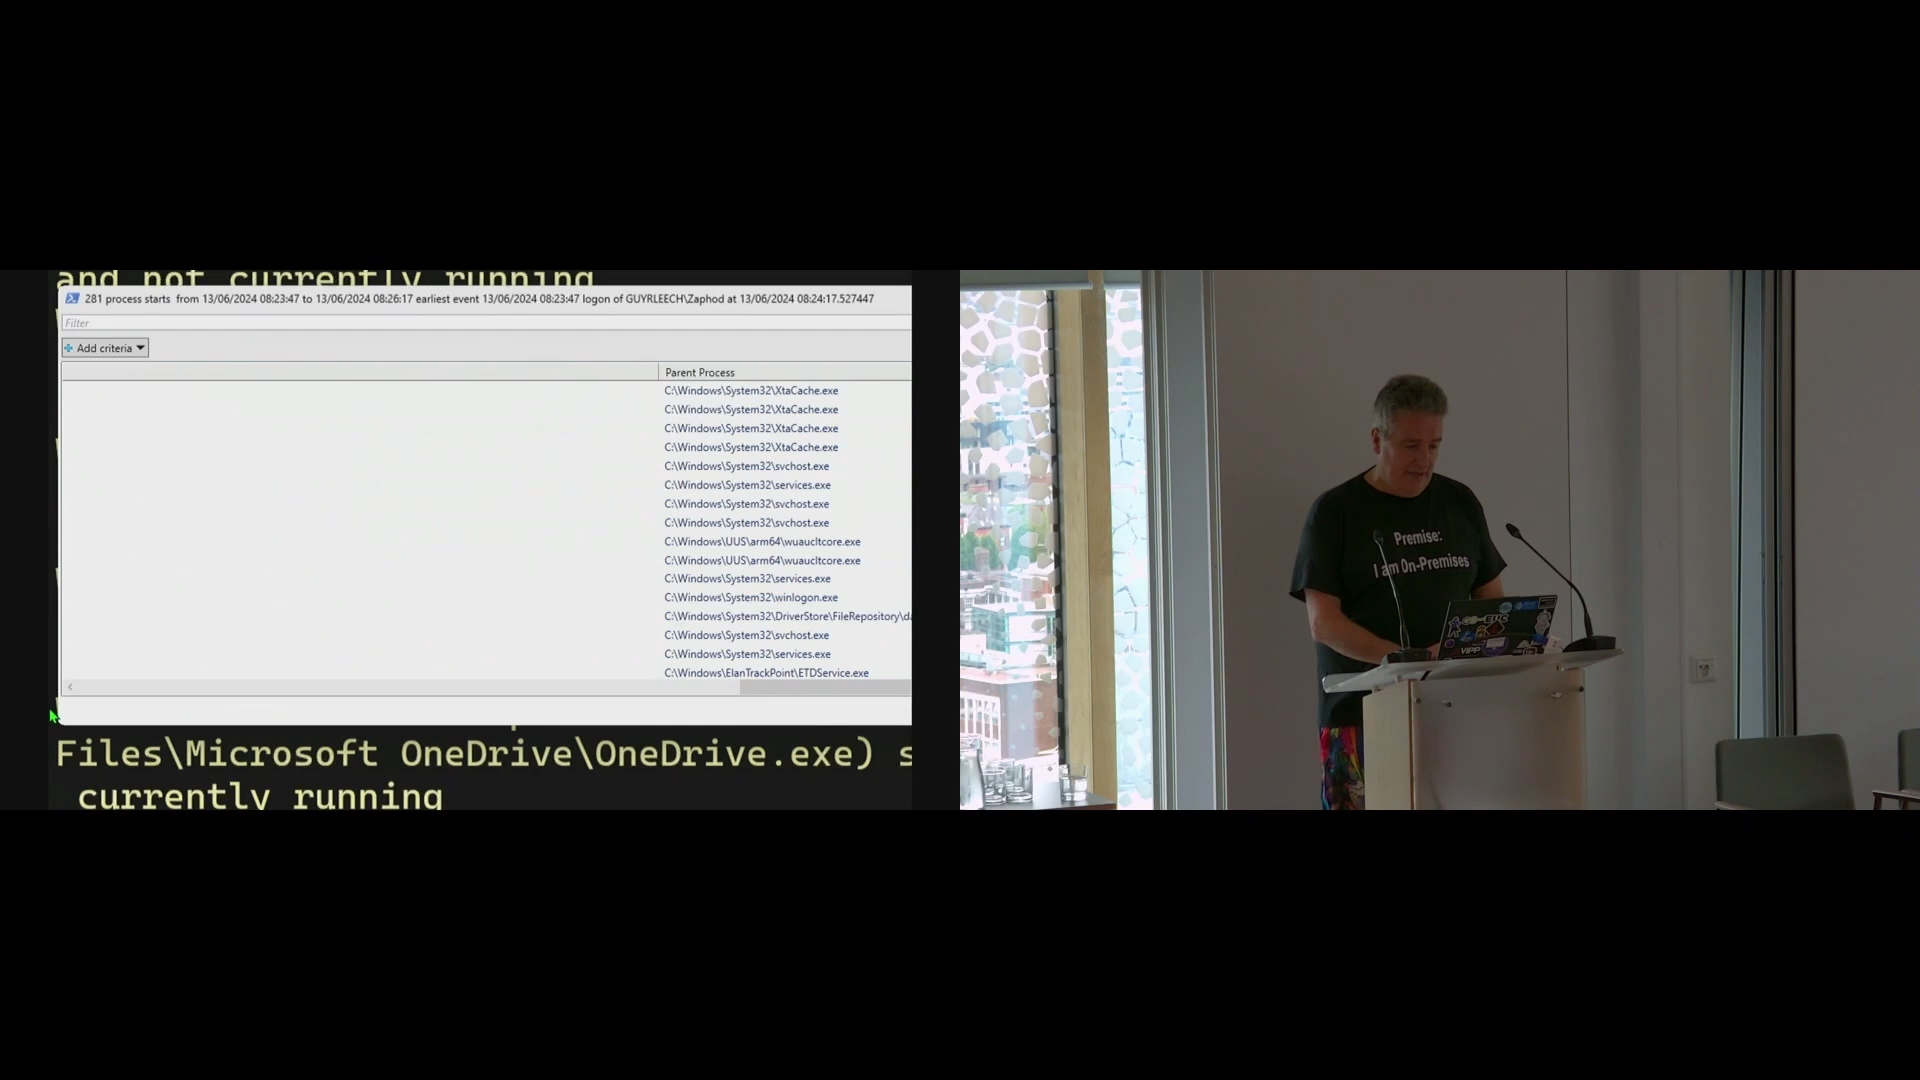 and not currently running
281 process starts from 13/06/2024 08:23:47 to 13/06/2024 08:26:17 earliest event 13/06/2024 08:23:47 logon of GUYRLEECH\Zaphod at 13/06/2024 08:24:17.527447
Filter
Add criteria
Parent Process
C:\Windows\System32\XtaCache.exe
C:\Windows\System32\XtaCache.exe
C:\Windows\System32\XtaCache.exe
C:\Windows\System32\XtaCache.exe
C:\Windows\System32\svchost.exe
C:\Windows\System32\services.exe
C:\Windows\System32\svchost.exe
C:\Windows\System32\svchost.exe
C:\Windows\UUS\arm64\wuaucltcore.exe
C:\Windows\UUS\arm64\wuaucltcore.exe
C:\Windows\System32\services.exe
C:\Windows\System32\winlogon.exe
C:\Windows\System32\DriverStore\FileRepository\da
C:\Windows\System32\svchost.exe
C:\Windows\System32\services.exe
C:\Windows\ElanTrackPoint\ETDService.exe
Files\Microsoft OneDrive\OneDrive.exe) s
currently running
Premise:
I am On-Premises
VIPP